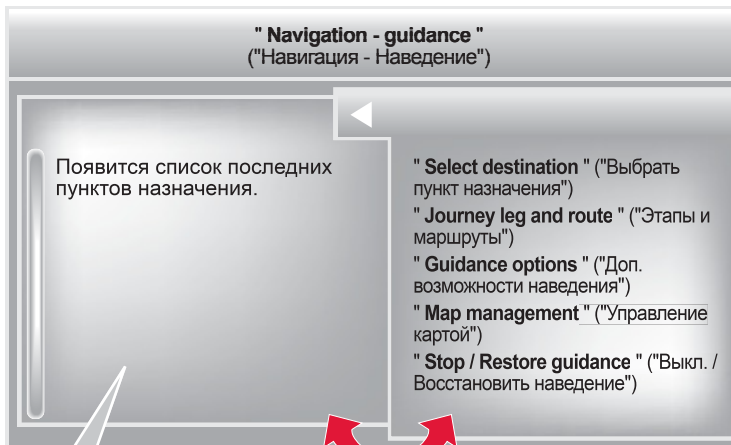 " Navigation - guidance "
("Навигация - Наведение")
Появится список последних
пунктов назначения.
" Select destination " ("Выбрать
пункт назначения")
" Journey leg and route " ("Этапы и
маршруты")
" Guidance options " ("Доп.
возможности наведения")
" Map management " ("Управление
картой")
" Stop / Restore guidance " ("Выкл. /
Восстановить наведение")